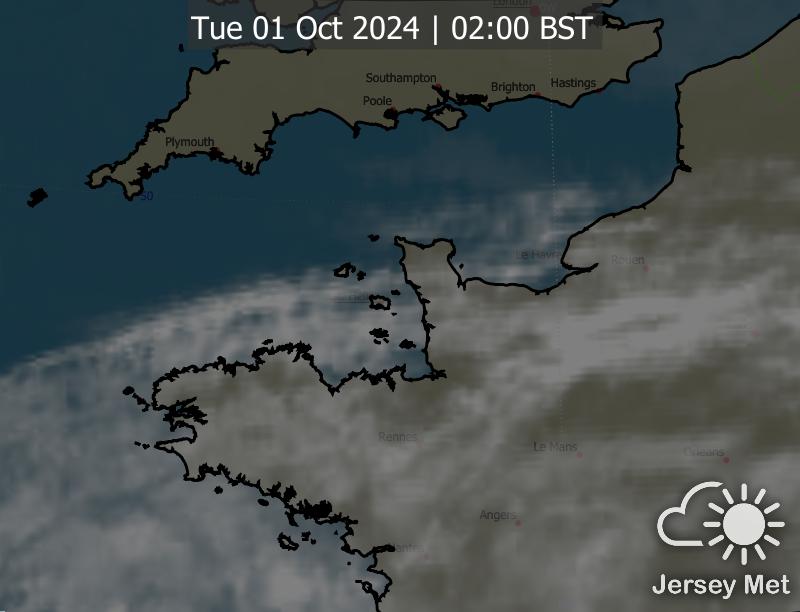 London
Tue 01 Oct 2024 | 02:00 BST
Southampton
Brighton
Hastings
Poole
Plymouth
50
Le Havre
Rouen
Rennes
Le Mans
Orleans
Angers
Nantes
Jersey Met